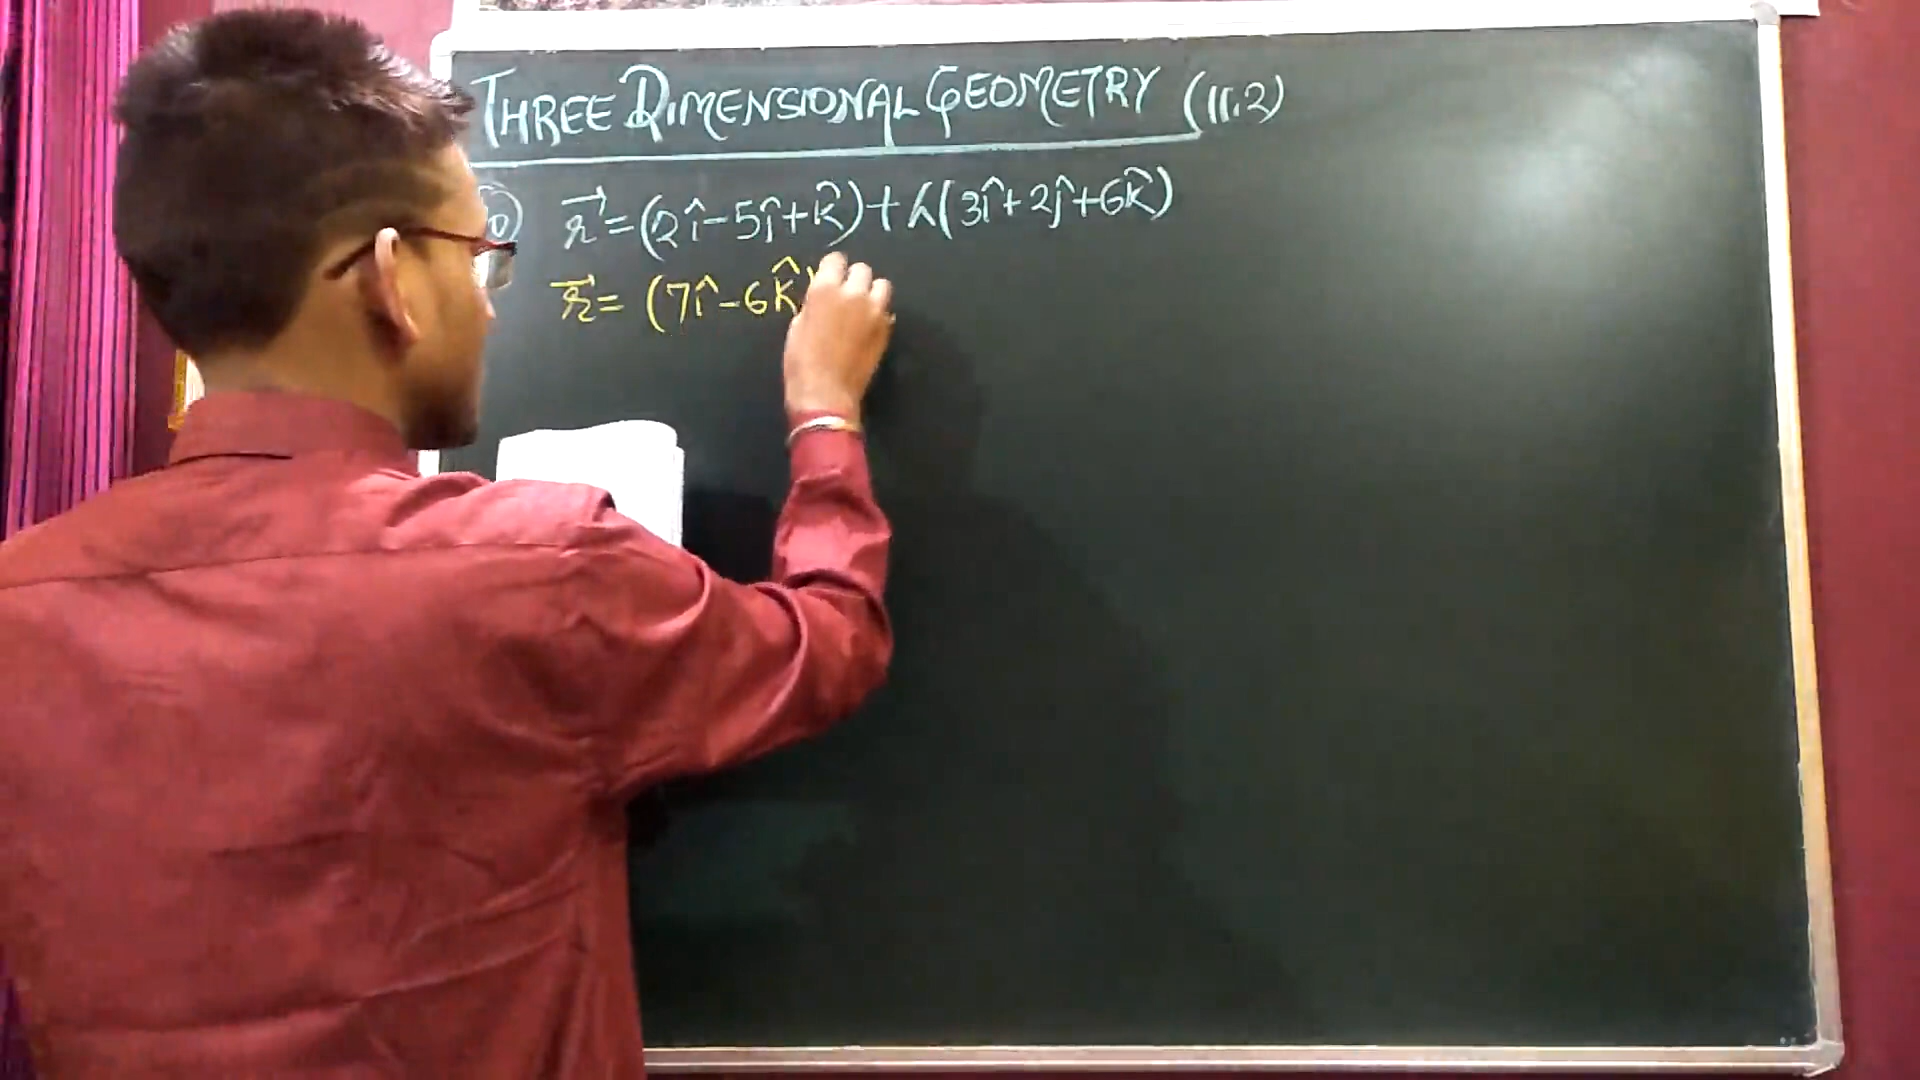 THREE DIMENSIONAL GEOMETRY (11.2)
r⃗ = (2î-5ĵ+k̂)+λ(3î+2ĵ+6k̂)
r⃗ = (7î-6k̂)